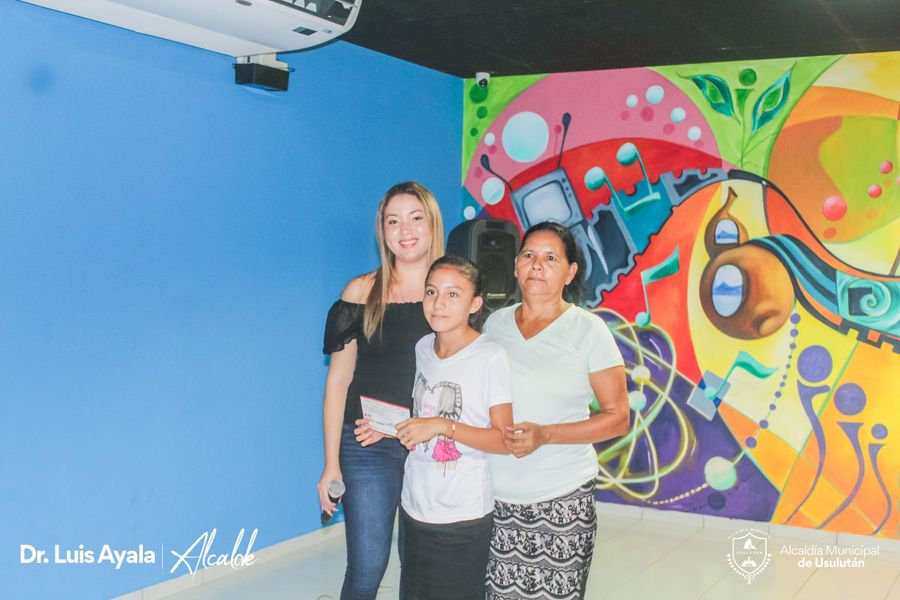 Dr. Luis Ayala | Alcalde
Alcaldía Municipal
de Usulután